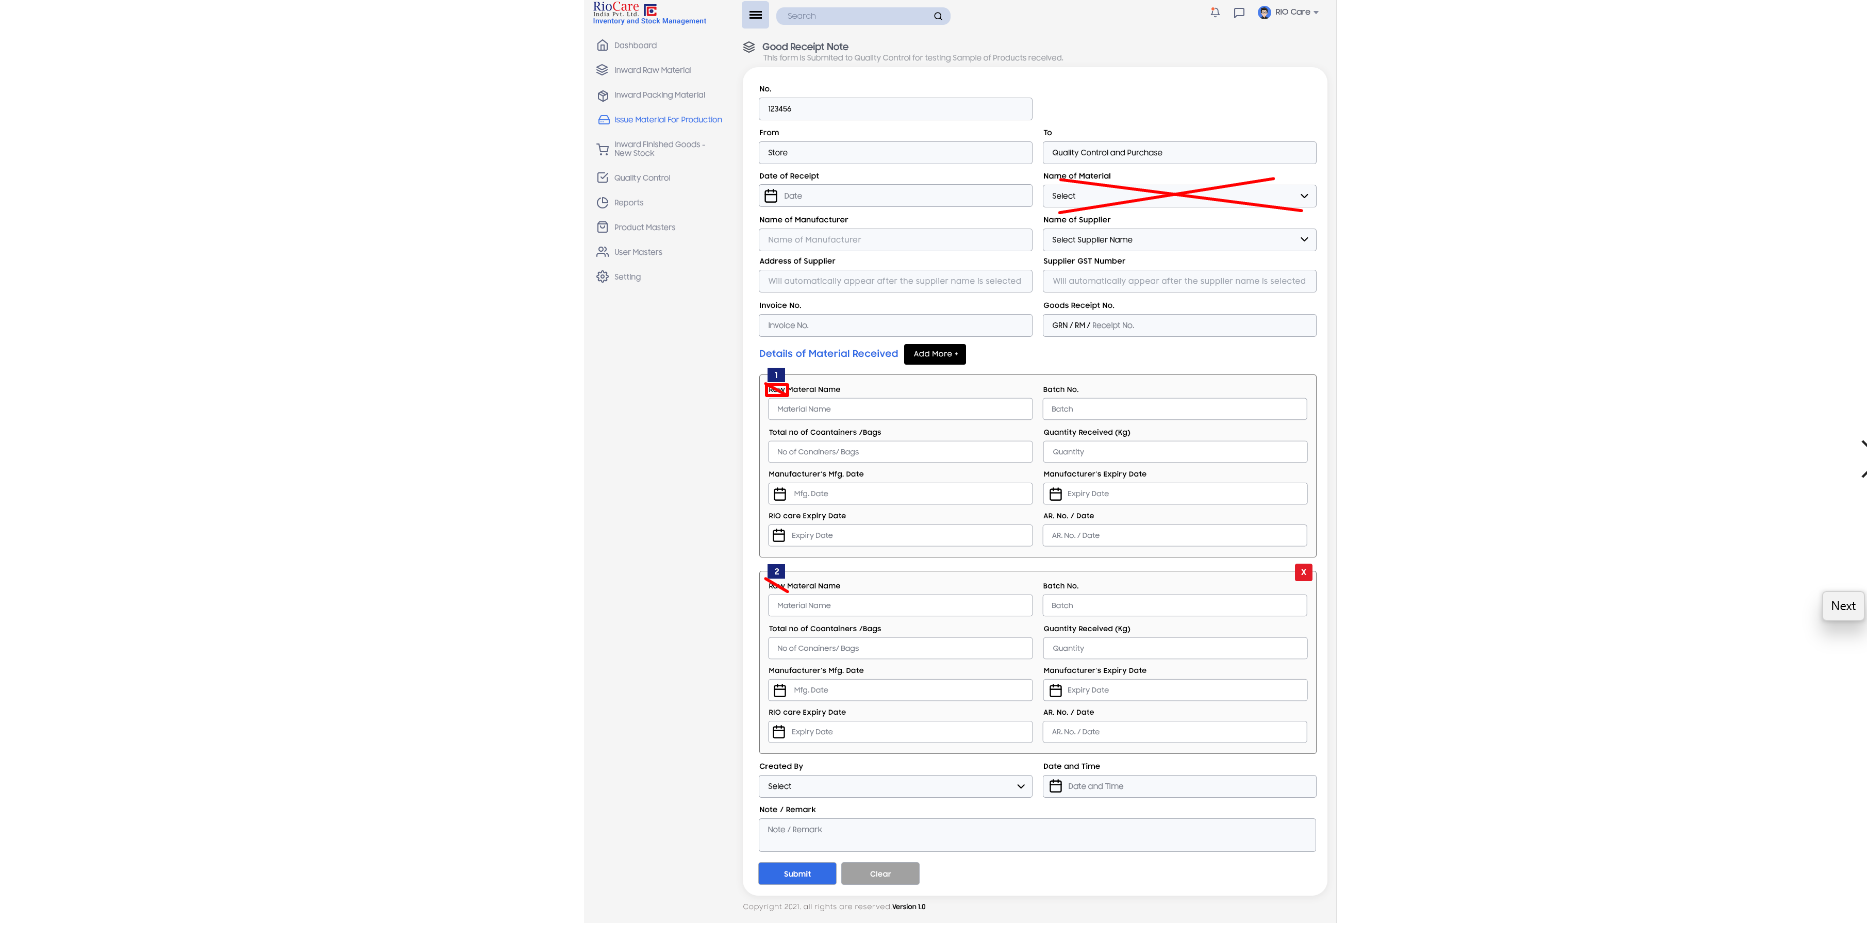 RioCare
India Pvt. Ltd.
Inventory and Stock Management
Search
RIO Care
Dashboard
Inward Raw Material
Inward Packing Material
Issue Material For Production
Inward Finished Goods -
New Stock
Quality Control
Reports
Product Masters
User Masters
Setting
Good Receipt Note
This form is Submited to Quality Control for testing Sample of Products received.
No.
123456
From To
Store Quality Control and Purchase
Date of Receipt Name of Material
Date Select
Name of Manufacturer Name of Supplier
Name of Manufacturer Select Supplier Name
Address of Supplier Supplier GST Number
Will automatically appear after the supplier name is selected Will automatically appear after the supplier name is selected
Invoice No. Goods Receipt No.
Invoice No. GRN / RM / Receipt No.
Details of Material Received Add More +
1
Raw Materal Name Batch No.
Material Name Batch
Total no of Coantainers /Bags Quantity Received (Kg)
No of Conainers/ Bags Quantity
Manufacturer's Mfg. Date Manufacturer's Expiry Date
Mfg. Date Expiry Date
RIO care Expiry Date AR. No. / Date
Expiry Date AR. No. / Date
2 X
Raw Materal Name Batch No.
Material Name Batch
Total no of Coantainers /Bags Quantity Received (Kg)
No of Conainers/ Bags Quantity
Manufacturer's Mfg. Date Manufacturer's Expiry Date
Mfg. Date Expiry Date
RIO care Expiry Date AR. No. / Date
Expiry Date AR. No. / Date
Created By Date and Time
Select Date and Time
Note / Remark
Note / Remark
Submit Clear
Copyright 2021. all rights are reserved Version 1.0
Next